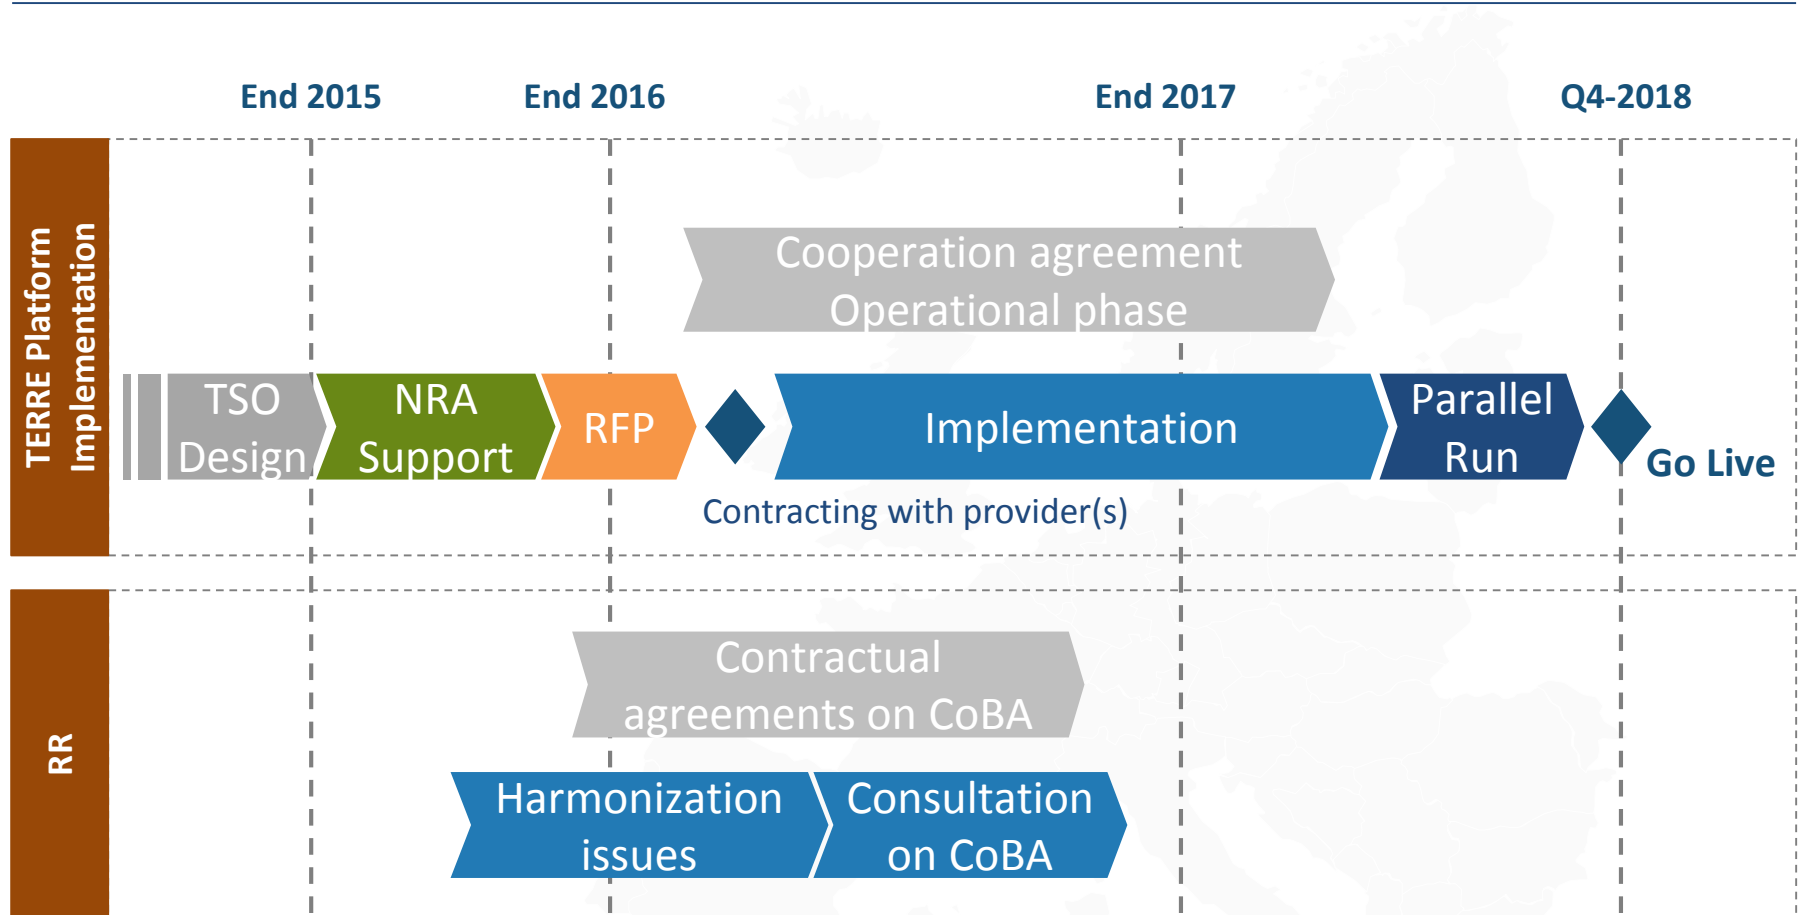 End 2015
End 2016
End 2017
Q4-2018
TERRE Platform
Implementation
Cooperation agreement
Operational phase
TSO
Design
NRA
Support
RFP
Implementation
Parallel
Run
Go Live
Contracting with provider(s)
RR
Contractual
agreements on CoBA
Harmonization
issues
Consultation
on CoBA